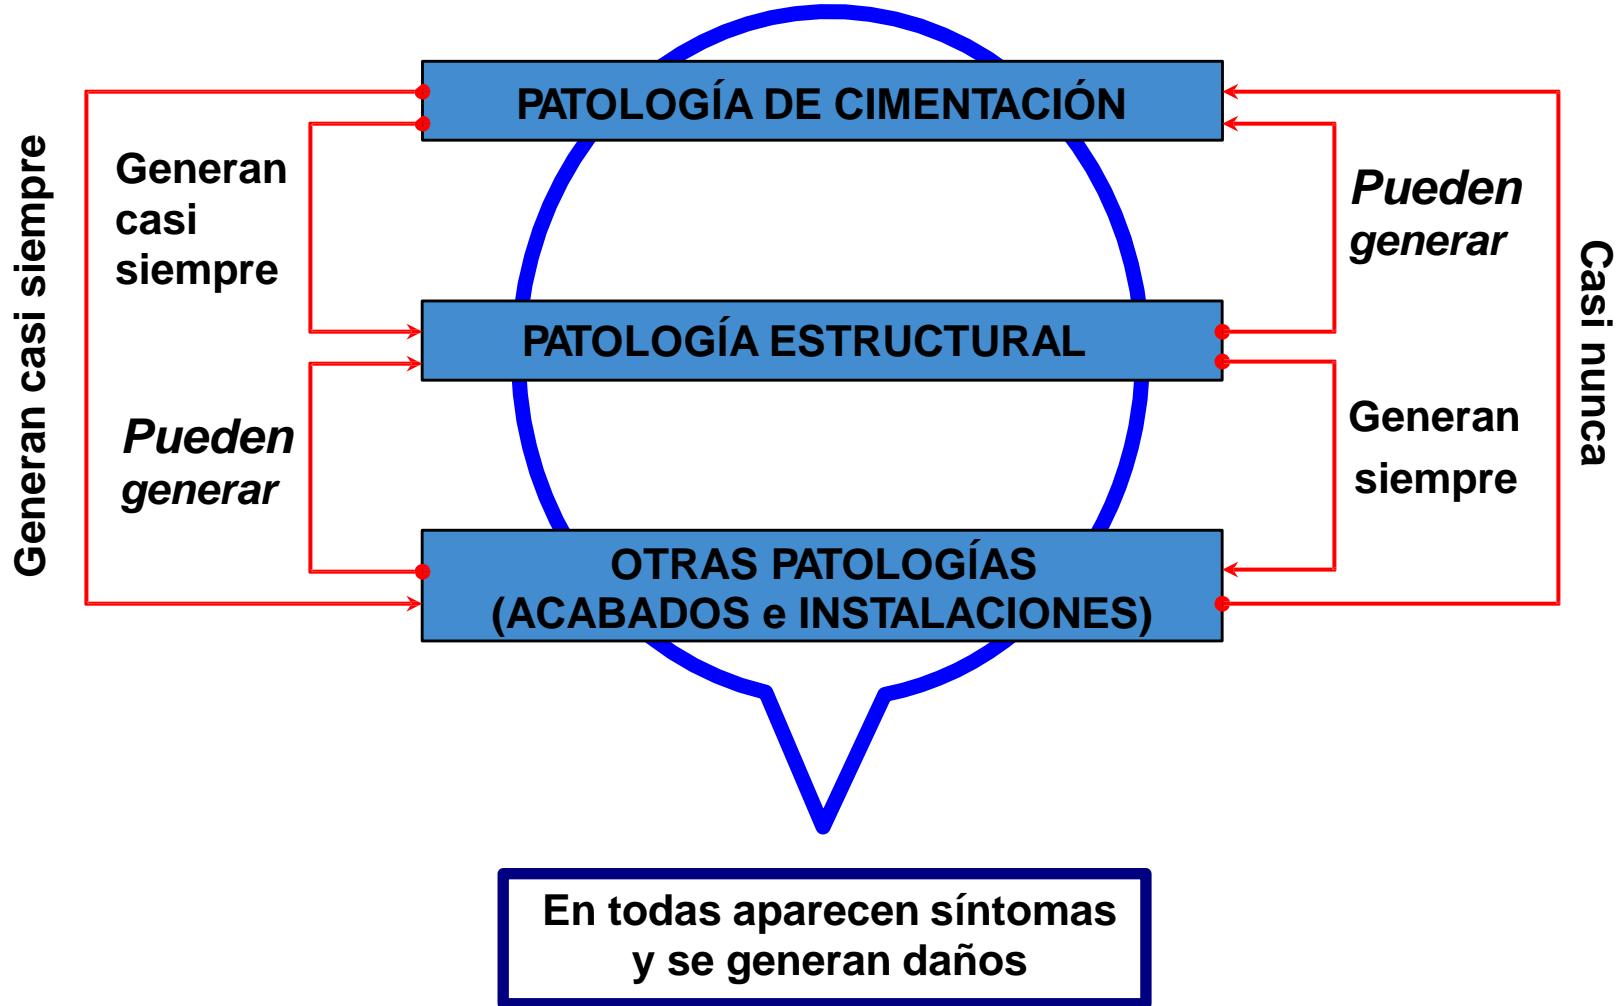 PATOLOGÍA DE CIMENTACIÓN
Generan casi siempre
Generan
casi
siempre
Pueden
generar
Casi nunca
PATOLOGÍA ESTRUCTURAL
Pueden
generar
Generan
siempre
OTRAS PATOLOGÍAS
(ACABADOS e INSTALACIONES)
En todas aparecen síntomas
y se generan daños